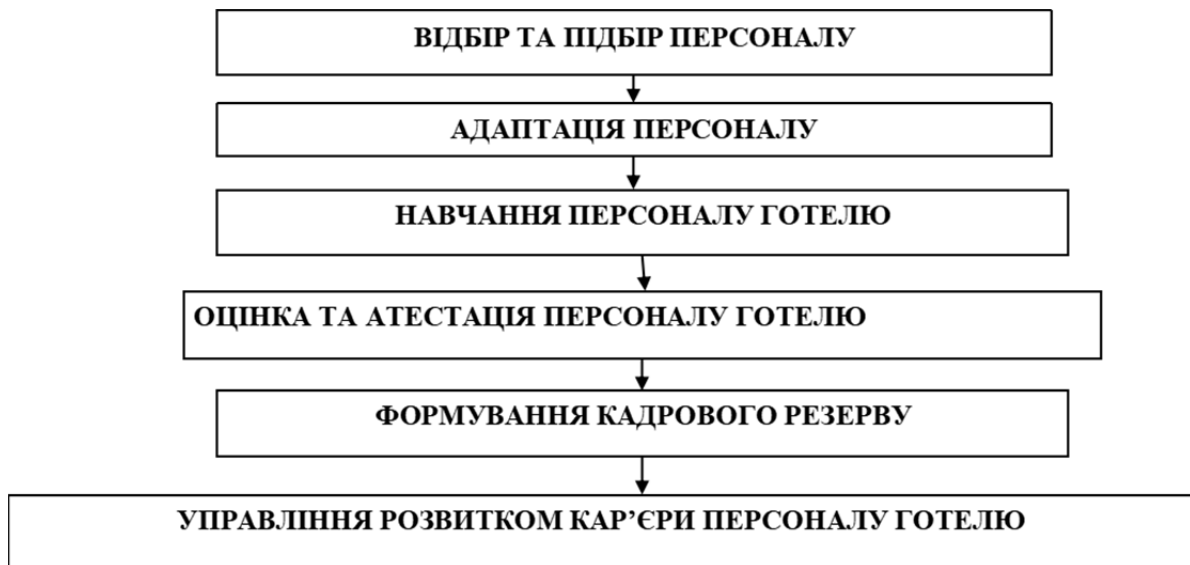 ВІДБІР ТА ПІДБІР ПЕРСОНАЛУ
АДАПТАЦІЯ ПЕРСОНАЛУ
НАВЧАННЯ ПЕРСОНАЛУ ГОТЕЛЮ
ОЦІНКА ТА АТЕСТАЦІЯ ПЕРСОНАЛУ ГОТЕЛЮ
ФОРМУВАННЯ КАДРОВОГО РЕЗЕРВУ
УПРАВЛІННЯ РОЗВИТКОМ КАР’ЄРИ ПЕРСОНАЛУ ГОТЕЛЮ